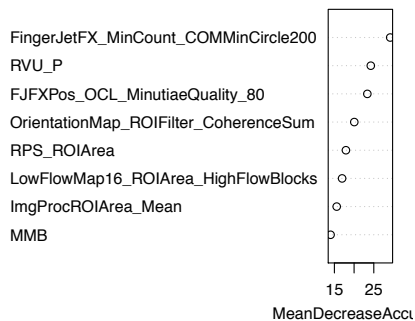 FingerJetFX_MinCount_COMMinCircle200
RVU_P
FJFXPos_OCL_MinutiaeQuality_80
OrientationMap_ROIFilter_CoherenceSum
RPS_ROIArea
LowFlowMap16_ROIArea_HighFlowBlocks
ImgProcROIArea_Mean
MMB
15 25
MeanDecreaseAccu